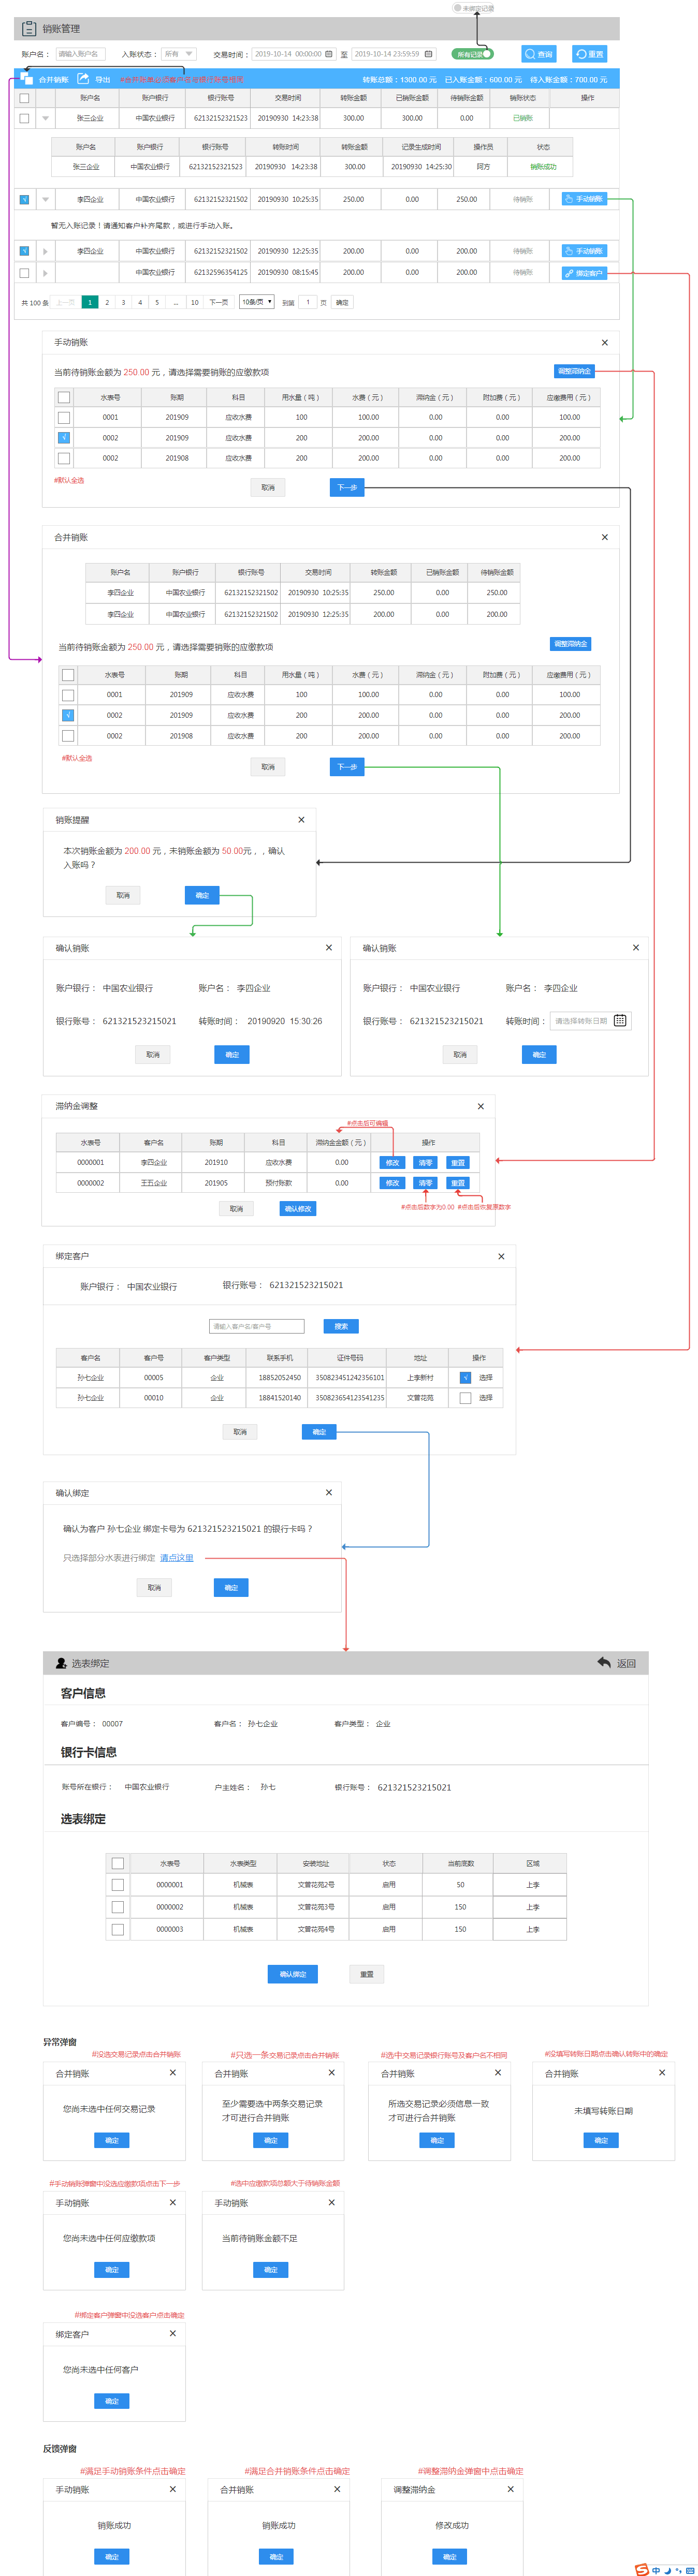 未绑定记录
销账管理
账户名： 请输入账户名 入账状态： 所有 交易时间： 2019-10-14 00:00:00 至 2019-10-14 23:59:59 所有记录 查询 重置
合并销账 导出 转账总额：1300.00 元 已入账金额：600.00 元 待入账金额：700.00 元
账户名 账户银行 银行账号 交易时间 转账金额 已销账金额 待销账金额 销账状态 操作
张三企业 中国农业银行 62132152321523 20190930 14:23:38 300.00 300.00 0.00 已销账
账户名 账户银行 银行账号 转账时间 转账金额 记录生成时间 操作员 状态
张三企业 中国农业银行 62132152321523 20190930 14:23:38 300.00 20190930 14:25:30 阿方 销账成功
李四企业 中国农业银行 62132152321502 20190930 10:25:35 250.00 0.00 250.00 待销账 手动销账
暂无入账记录！请通知客户补齐尾款，或进行手动入账。
李四企业 中国农业银行 62132152321502 20190930 12:25:35 200.00 0.00 200.00 待销账 手动销账
中国农业银行 62132596354125 20190930 08:15:45 200.00 0.00 200.00 待销账 绑定客户
共 100 条 上一页 1 2 3 4 5 ... 10 下一页 10条/页 到第 1 页 确定
手动销账
当前待销账金额为 250.00 元，请选择需要销账的应缴款项 调整滞纳金
水表号 账期 科目 用水量（吨） 水费（元） 滞纳金（元） 附加费（元） 应缴费用（元）
0001 201909 应收水费 100 100.00 0.00 0.00 100.00
0002 201909 应收水费 200 200.00 0.00 0.00 200.00
0002 201908 应收水费 200 200.00 0.00 0.00 200.00
#默认全选
取消 下一步
合并销账
账户名 账户银行 银行账号 交易时间 转账金额 已销账金额 待销账金额
李四企业 中国农业银行 62132152321502 20190930 10:25:35 250.00 0.00 250.00
李四企业 中国农业银行 62132152321502 20190930 12:25:35 200.00 0.00 200.00
当前待销账金额为 250.00 元，请选择需要销账的应缴款项 调整滞纳金
水表号 账期 科目 用水量（吨） 水费（元） 滞纳金（元） 附加费（元） 应缴费用（元）
0001 201909 应收水费 100 100.00 0.00 0.00 100.00
0002 201909 应收水费 200 200.00 0.00 0.00 200.00
0002 201908 应收水费 200 200.00 0.00 0.00 200.00
#默认全选
取消 下一步
销账提醒
本次销账金额为 200.00 元，未销账金额为 50.00元，，确认
入账吗？
取消 确定
确认销账
账户银行： 中国农业银行 账户名： 李四企业
银行账号： 621321523215021 转账时间： 20190920 15:30:26
取消 确定
确认销账
账户银行： 中国农业银行 账户名： 李四企业
银行账号： 621321523215021 转账时间： 请选择转账日期
取消 确定
滞纳金调整
#点击后可编辑
水表号 客户名 账期 科目 滞纳金金额（元） 操作
0000001 李四企业 201910 应收水费 0.00 修改 清零 重置
0000002 王五企业 201905 预付账款 0.00 修改 清零 重置
取消 确认修改
#点击后数字为0.00 #点击后恢复原数字
绑定客户
账户银行： 中国农业银行 银行账号： 621321523215021
请输入客户名/客户号 搜索
客户名 客户号 客户类型 联系手机 证件号码 地址 操作
孙七企业 00005 企业 18852052450 350823451242356101 上李新村 选择
孙七企业 00010 企业 18841520140 350823654123541235 文萱花苑 选择
取消 确定
确认绑定
确认为客户 孙七企业 绑定卡号为 621321523215021 的银行卡吗？
只选择部分水表进行绑定 请点这里
取消 确定
选表绑定 返回
客户信息
客户编号： 00007 客户名： 孙七企业 客户类型： 企业
银行卡信息
账号所在银行： 中国农业银行 户主姓名： 孙七 银行账号： 621321523215021
选表绑定
水表号 水表类型 安装地址 状态 当前底数 区域
0000001 机械表 文萱花苑2号 启用 50 上李
0000002 机械表 文萱花苑3号 启用 150 上李
0000003 机械表 文萱花苑4号 启用 150 上李
确认绑定 重置
异常弹窗
#没选交易记录点击合并销账
合并销账
您尚未选中任何交易记录
确定
#只选一条交易记录点击合并销账
合并销账
至少需要选中两条交易记录
才可进行合并销账
确定
#选中交易记录银行账号及客户名不相同
合并销账
所选交易记录必须信息一致
才可进行合并销账
确定
#没填写转账日期点击确认转账中的确定
合并销账
未填写转账日期
确定
#手动销账弹窗中没选应缴款项点击下一步
手动销账
您尚未选中任何应缴款项
确定
#选中应缴款项总额大于待销账金额
手动销账
当前待销账金额不足
确定
#绑定客户弹窗中没选客户点击确定
绑定客户
您尚未选中任何客户
确定
反馈弹窗
#满足手动销账条件点击确定
手动销账
销账成功
确定
#满足合并销账条件点击确定
合并销账
销账成功
确定
#调整滞纳金弹窗中点击确定
调整滞纳金
修改成功
确定
中